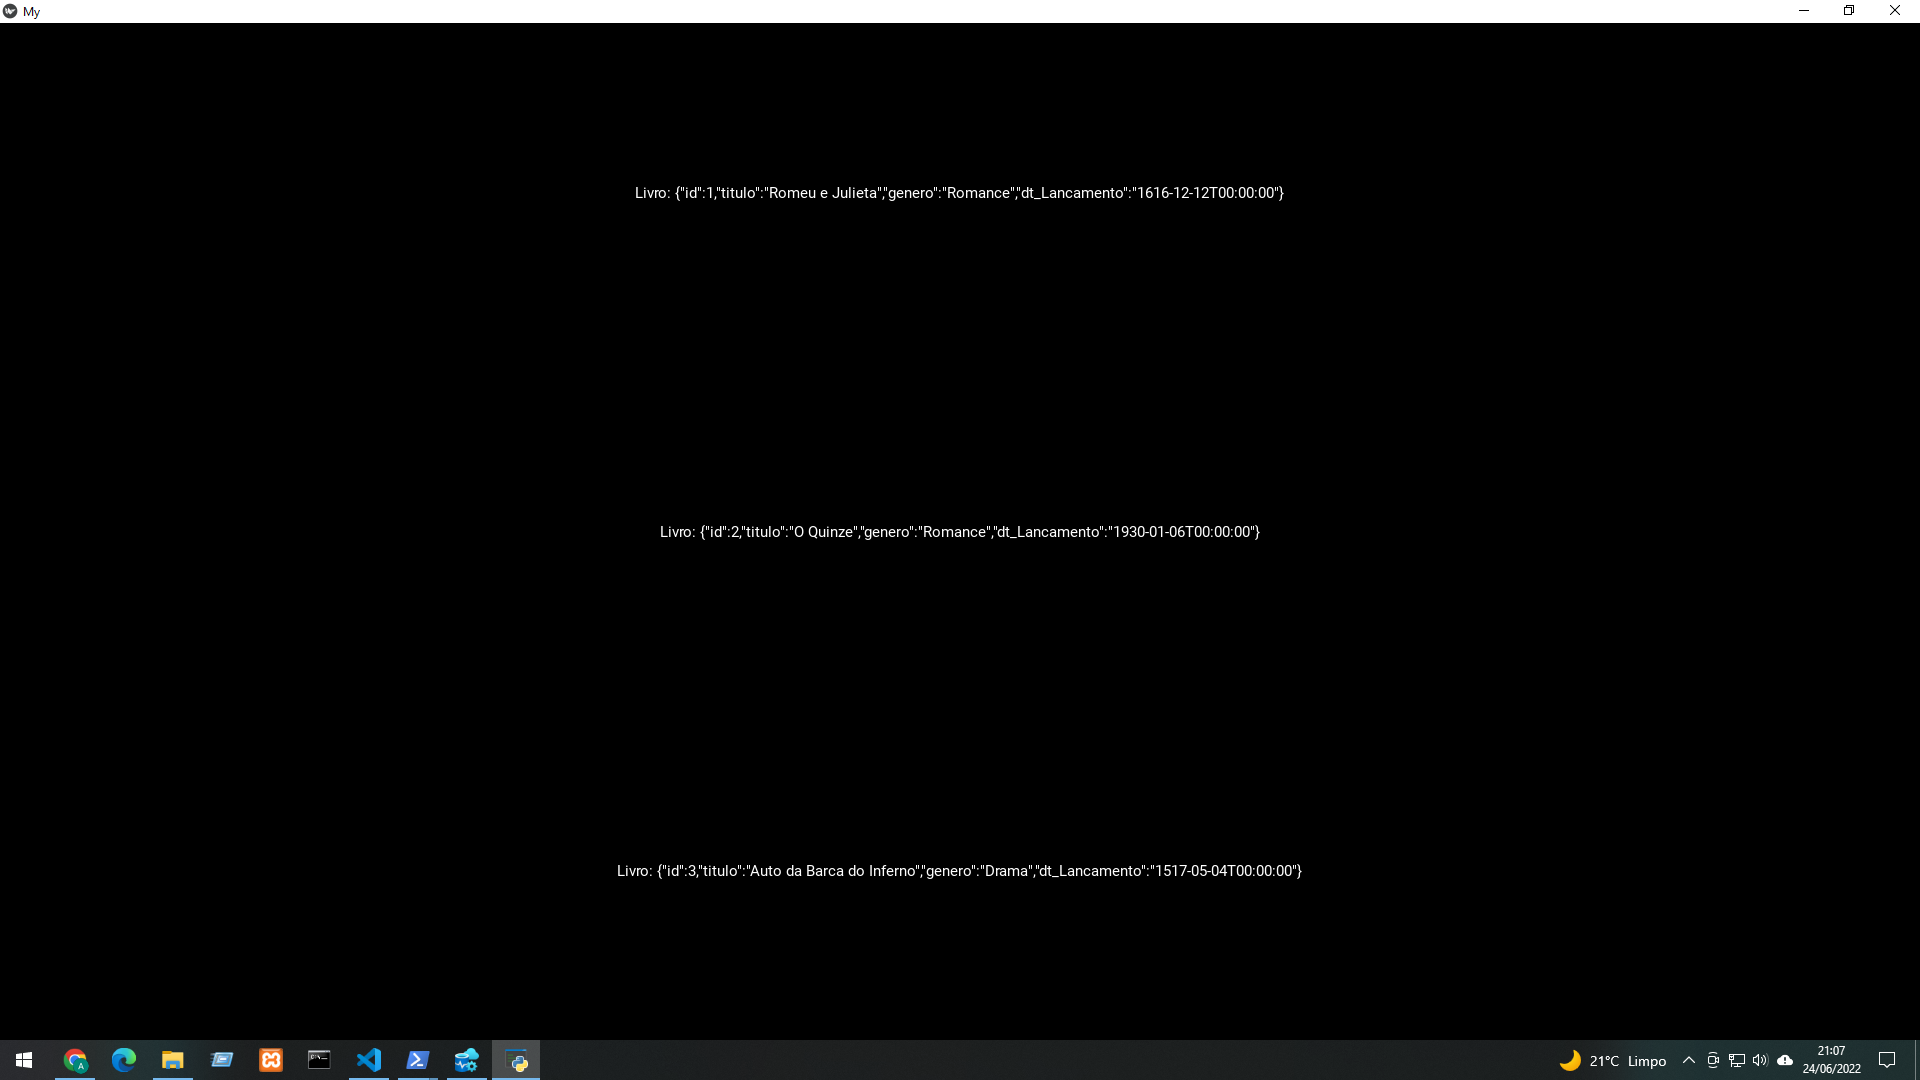 My
Livro: {"id":1,"titulo":"Romeu e Julieta","genero":"Romance","dt_Lancamento":"1616-12-12T00:00:00"}
Livro: {"id":2,"titulo":"O Quinze","genero":"Romance","dt_Lancamento":"1930-01-06T00:00:00"}
Livro: {"id":3,"titulo":"Auto da Barca do Inferno","genero":"Drama","dt_Lancamento":"1517-05-04T00:00:00"}
21°C Limpo
21:07
24/06/2022